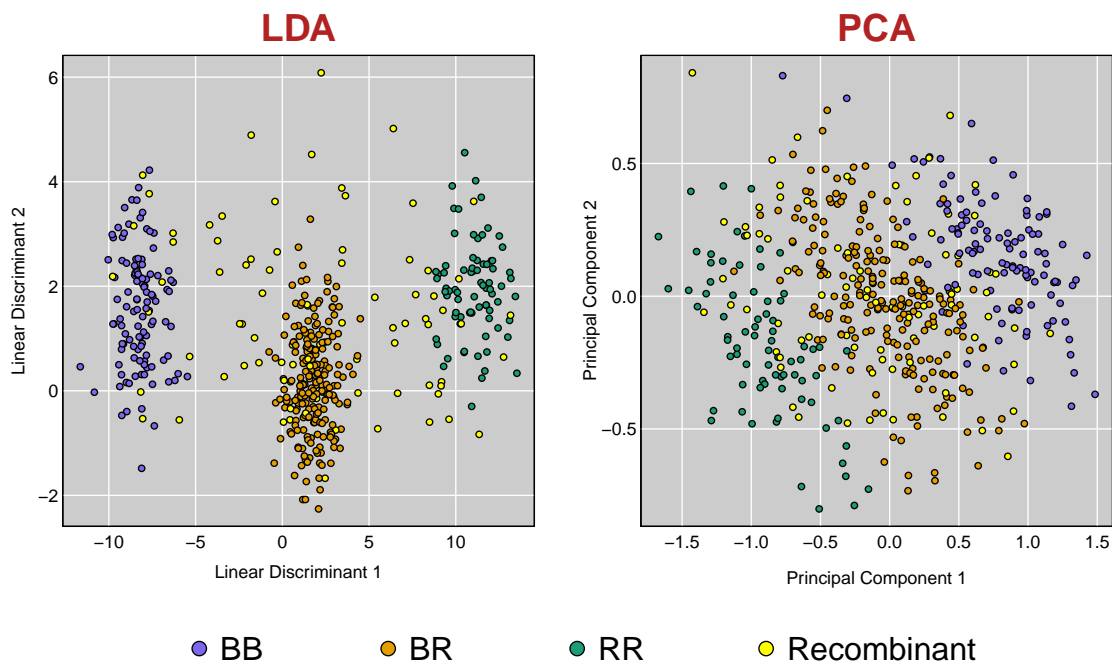 LDA
PCA
6
4
2
0
−2
Linear Discriminant 2
−10
−5
0
5
10
Linear Discriminant 1
0.5
0.0
−0.5
Principal Component 2
−1.5
−1.0
−0.5
0.0
0.5
1.0
1.5
Principal Component 1
BB
BR
RR
Recombinant